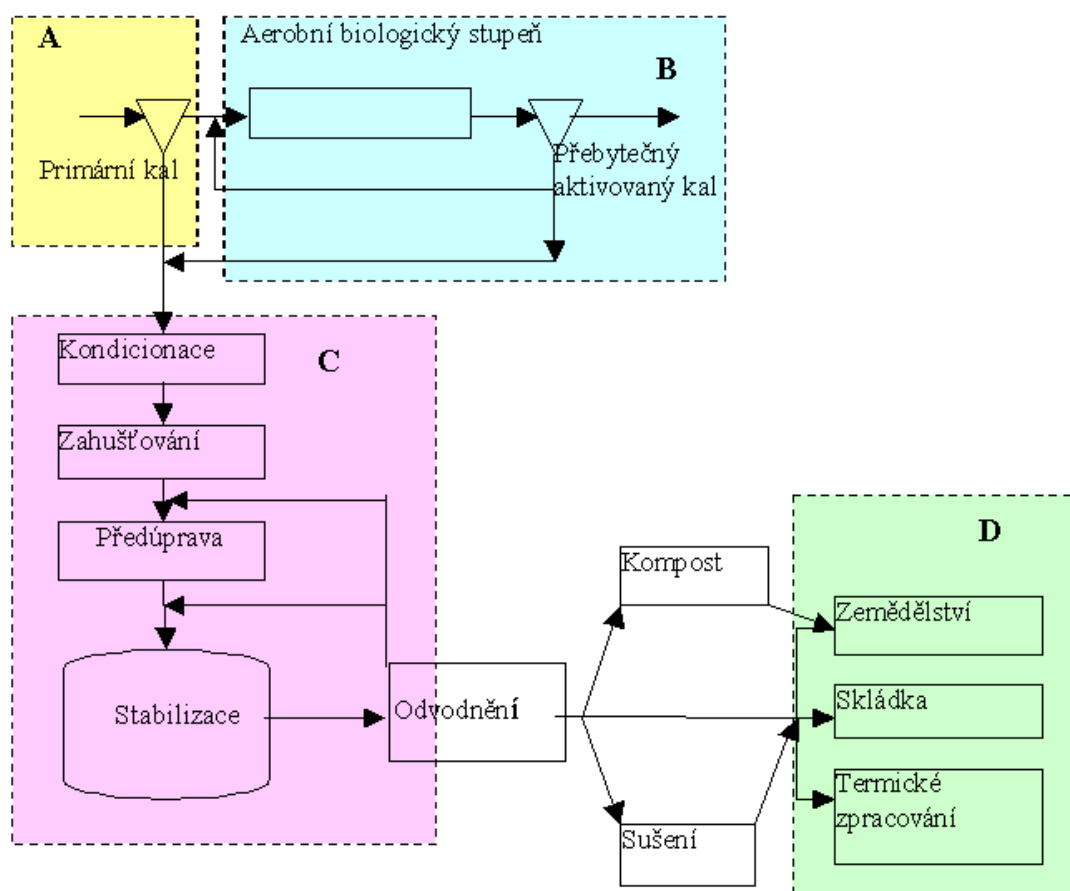 A
Aerobní biologický stupeň
B
Primární kal
Přebytečný
aktivovaný kal
C
Kondicionace
Zahušťování
Předúprava
Stabilizace
Odvodnění
Kompost
Sušení
D
Zemědělství
Skládka
Termické
zpracování